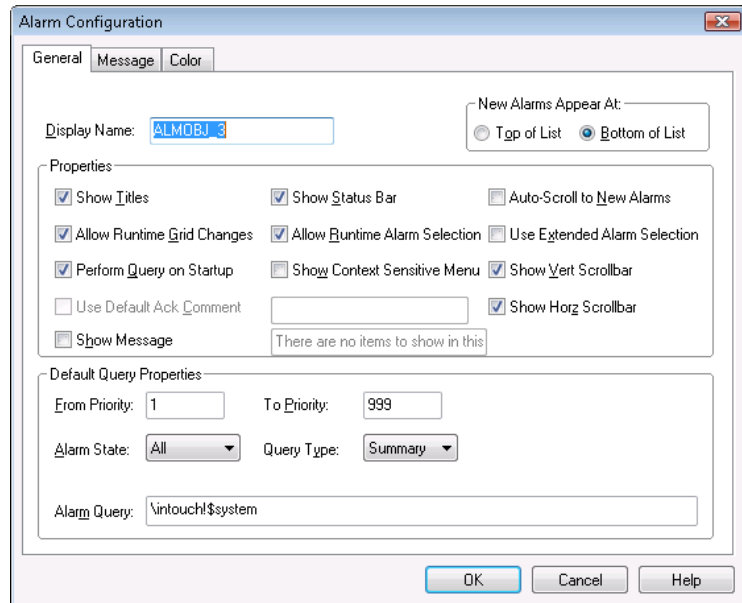 Alarm Configuration
General Message Color
New Alarms Appear At:
Display Name: ALMOBJ_3
Top of List Bottom of List
Properties
Show Titles Show Status Bar Auto-Scroll to New Alarms
Allow Runtime Grid Changes Allow Runtime Alarm Selection Use Extended Alarm Selection
Perform Query on Startup Show Context Sensitive Menu Show Vert Scrollbar
Use Default Ack Comment Show Horz Scrollbar
Show Message There are no items to show in this
Default Query Properties
From Priority: 1 To Priority: 999
Alarm State: All Query Type: Summary
Alarm Query: \intouch!$system
OK Cancel Help